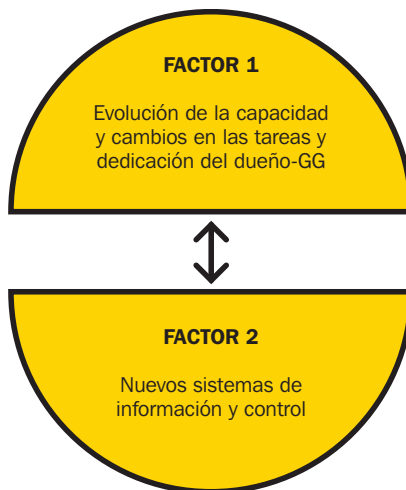 FACTOR 1
Evolución de la capacidad
y cambios en las tareas y
dedicación del dueño-GG
FACTOR 2
Nuevos sistemas de
información y control